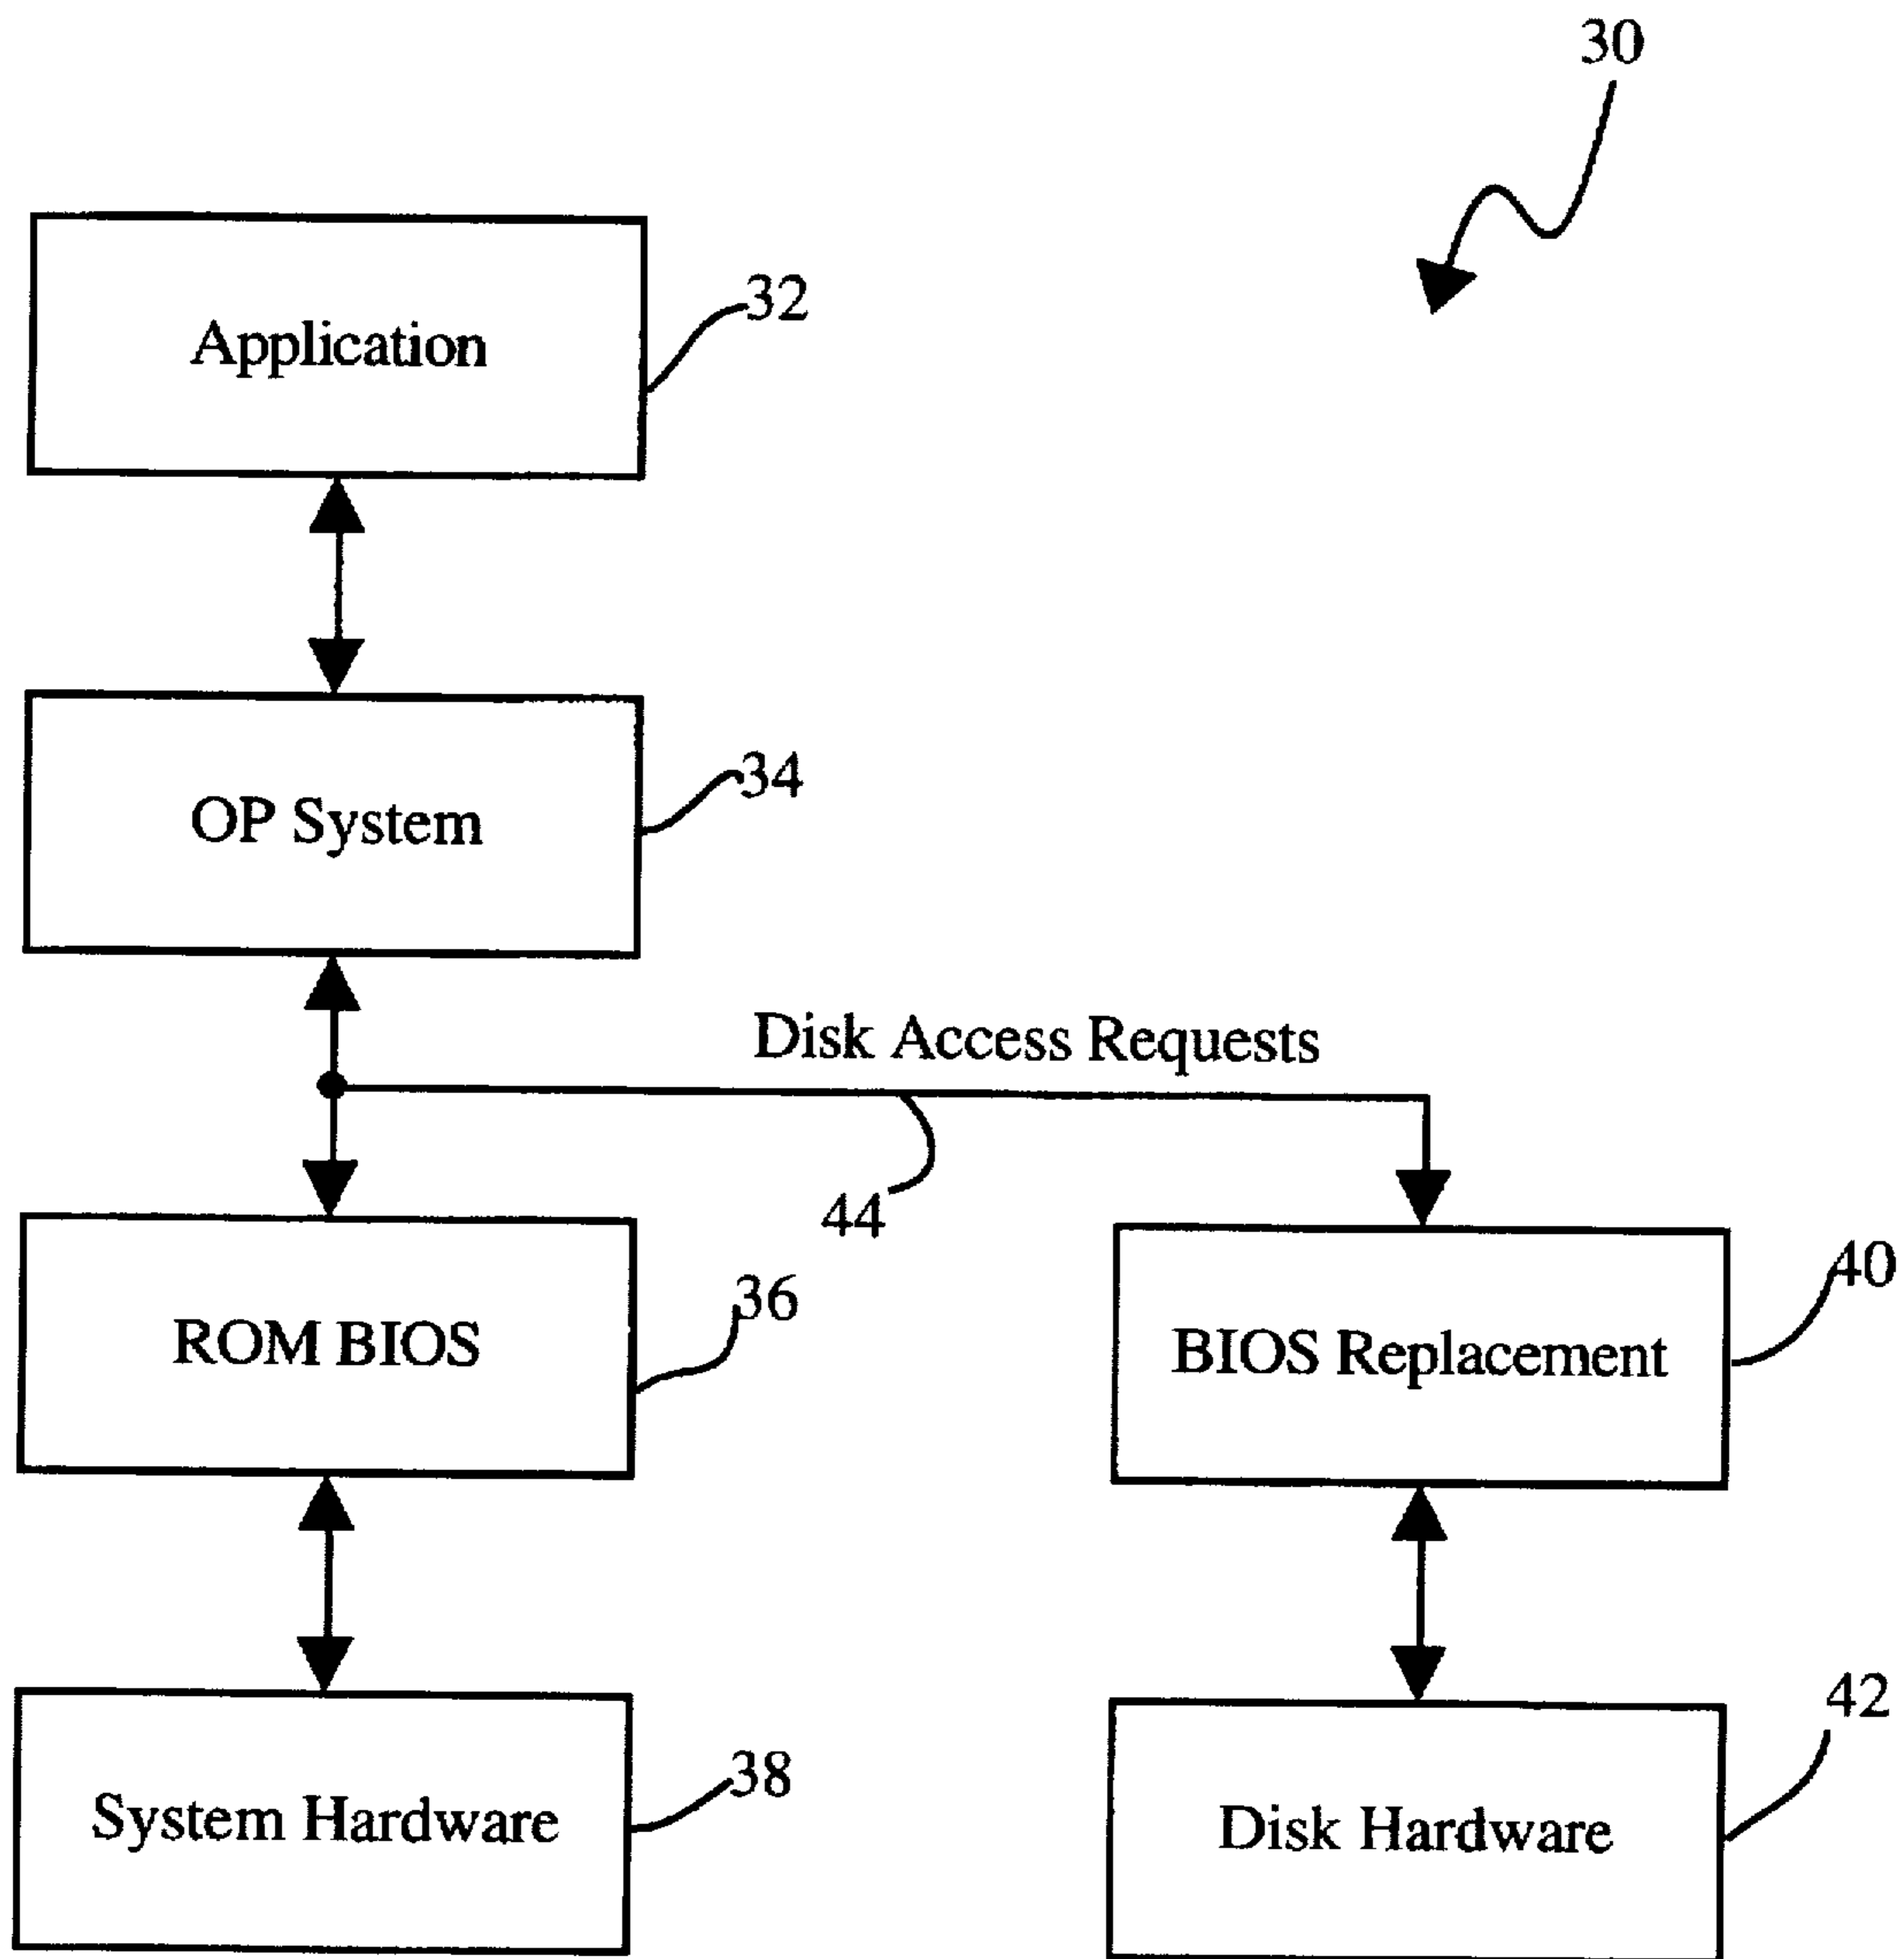 30
Application
32
OP System
34
Disk Access Requests
44
ROM BIOS
36
BIOS Replacement
40
System Hardware
38
Disk Hardware
42